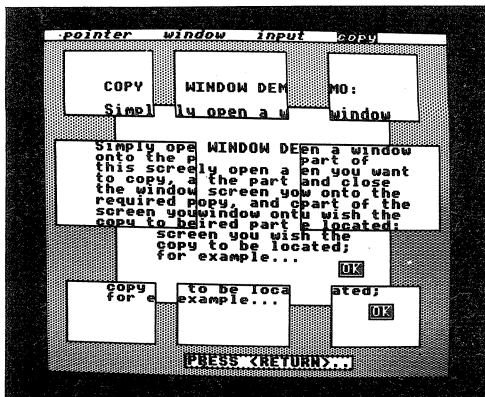 pointer window input copy
COPY WINDOW DEM MO:
Simpl ly open a w window
Simply ope WINDOW DEen a window
onto the p part of
this screely open a en you want
to copy, a the part and close
the window screen yow onto the
required popy, and cpart of the
screen youwindow ontu wish the
copy to beired part e located;
screen you wish the
copy to be located;
for example...
OK
copy to be loca ated;
for e example...
OK
PRESS <RETURN>..